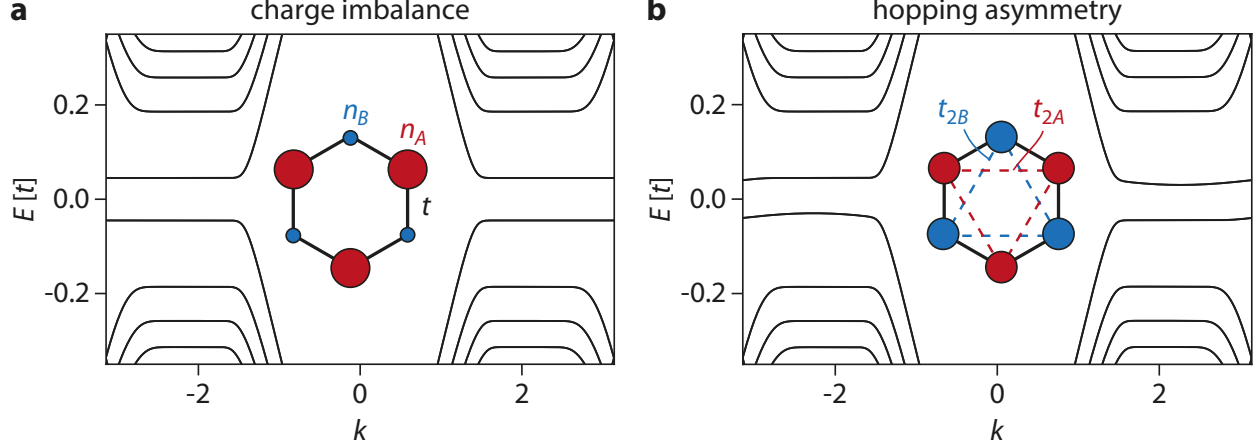 a charge imbalance
E [t]
0.2
0.0
-0.2
n_B
n_A
t
-2 0 2
k
b hopping asymmetry
E [t]
0.2
0.0
-0.2
t_2B
t_2A
-2 0 2
k